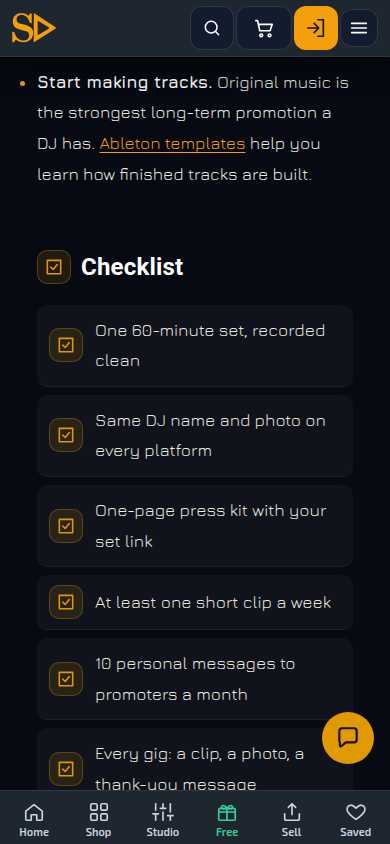 SD
Start making tracks. Original music is
the strongest long-term promotion a
DJ has. Ableton templates help you
learn how finished tracks are built.
Checklist
One 60-minute set, recorded
clean
Same DJ name and photo on
every platform
One-page press kit with your
set link
At least one short clip a week
10 personal messages to
promoters a month
Every gig: a clip, a photo, a
thank-you message
Home
Shop
Studio
Free
Sell
Saved